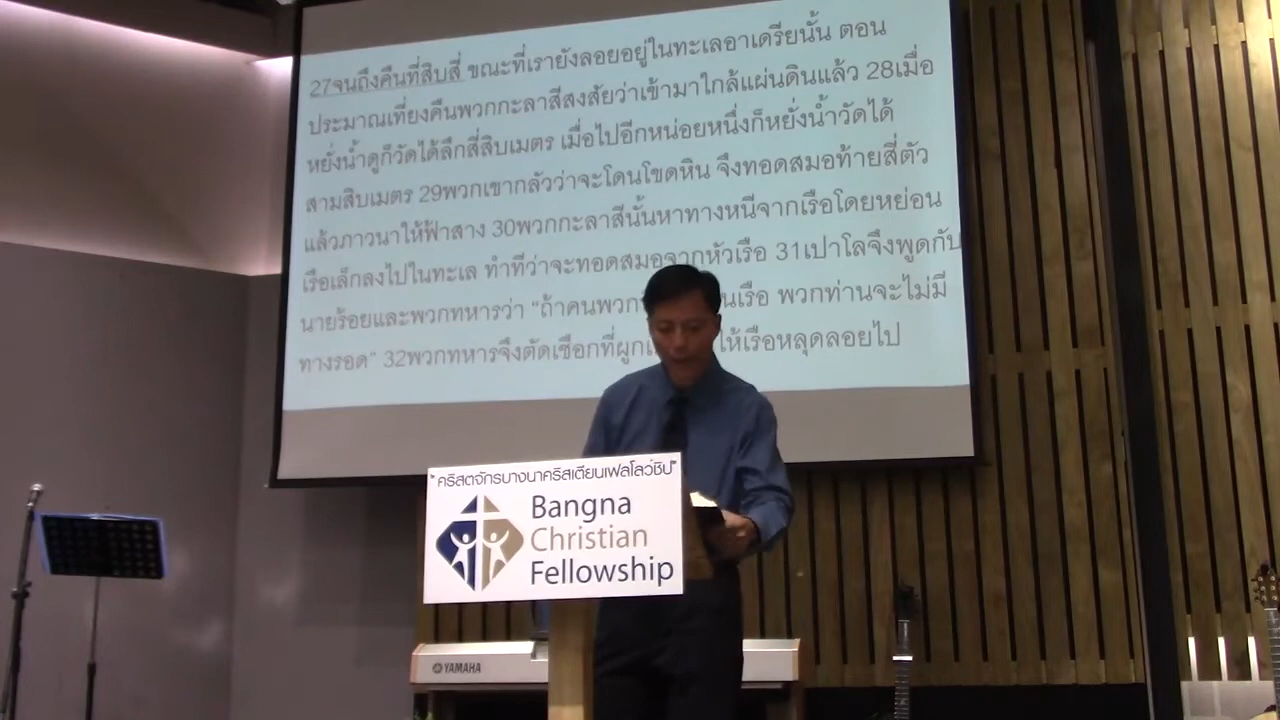 27จนถึงคืนที่สิบสี่ ขณะที่เรายังลอยอยู่ในทะเลอาเดรียนั้น ตอน
ประมาณเที่ยงคืนพวกกะลาสีสงสัยว่าเข้ามาใกล้แผ่นดินแล้ว 28เมื่อ
หยั่งน้ำดูก็วัดได้ลึกสี่สิบเมตร เมื่อไปอีกหน่อยหนึ่งก็หยั่งน้ำวัดได้
สามสิบเมตร 29พวกเขากลัวว่าจะโดนโขดหิน จึงทอดสมอท้ายสี่ตัว
แล้วภาวนาให้ฟ้าสาง 30พวกกะลาสีนั้นหาทางหนีจากเรือโดยหย่อน
เรือเล็กลงไปในทะเล ทำทีว่าจะทอดสมอจากหัวเรือ 31เปาโลจึงพูดกับ
นายร้อยและพวกทหารว่า “ถ้าคนพวก นเรือ พวกท่านจะไม่มี
ทางรอด” 32พวกทหารจึงตัดเชือกที่ผูก ให้เรือหลุดลอยไป
"คริสตจักรบางนาคริสเตียนเฟลโลว์ชิป"
Bangna
Christian
Fellowship
YAMAHA